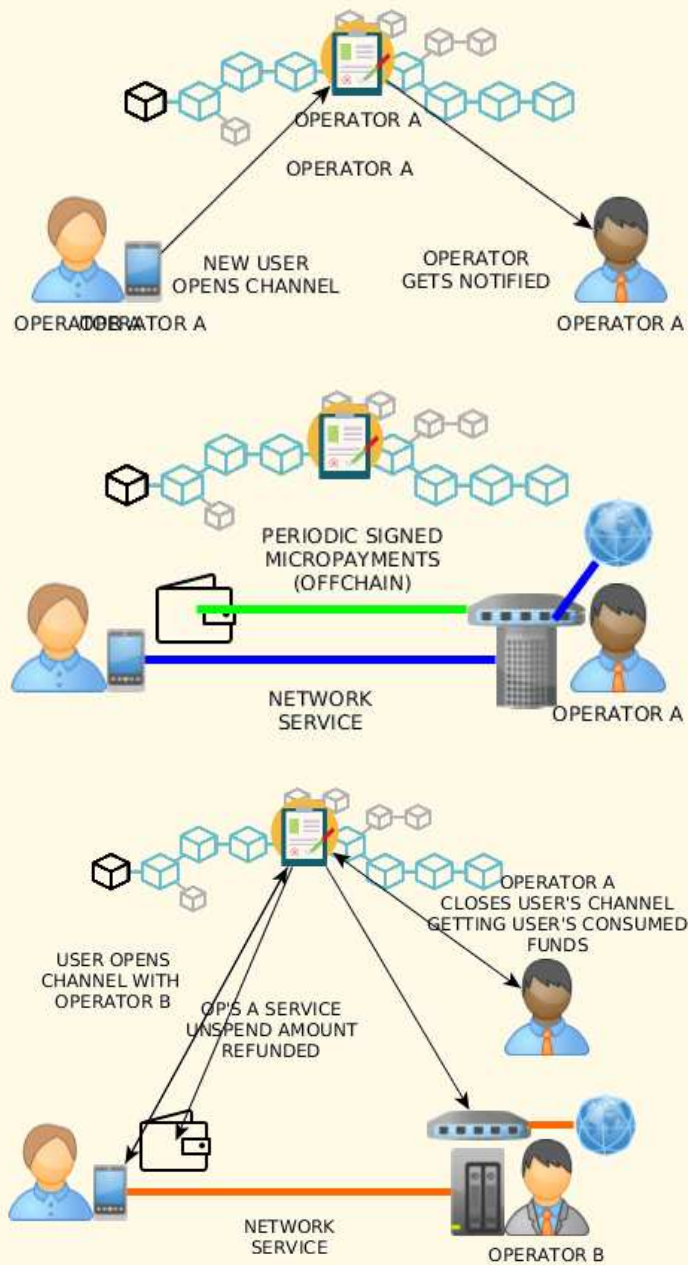 OPERATOR A
OPERATOR A
NEW USER
OPENS CHANNEL
OPERATOR
GETS NOTIFIED
OPERATOR A
OPERATOR A
OPERATOR A
PERIODIC SIGNED
MICROPAYMENTS
(OFFCHAIN)
NETWORK
SERVICE
OPERATOR A
OPERATOR A
CLOSES USER'S CHANNEL
GETTING USER'S CONSUMED
FUNDS
USER OPENS
CHANNEL WITH
OPERATOR B
OP'S A SERVICE
UNSPEND AMOUNT
REFUNDED
NETWORK
SERVICE
OPERATOR B